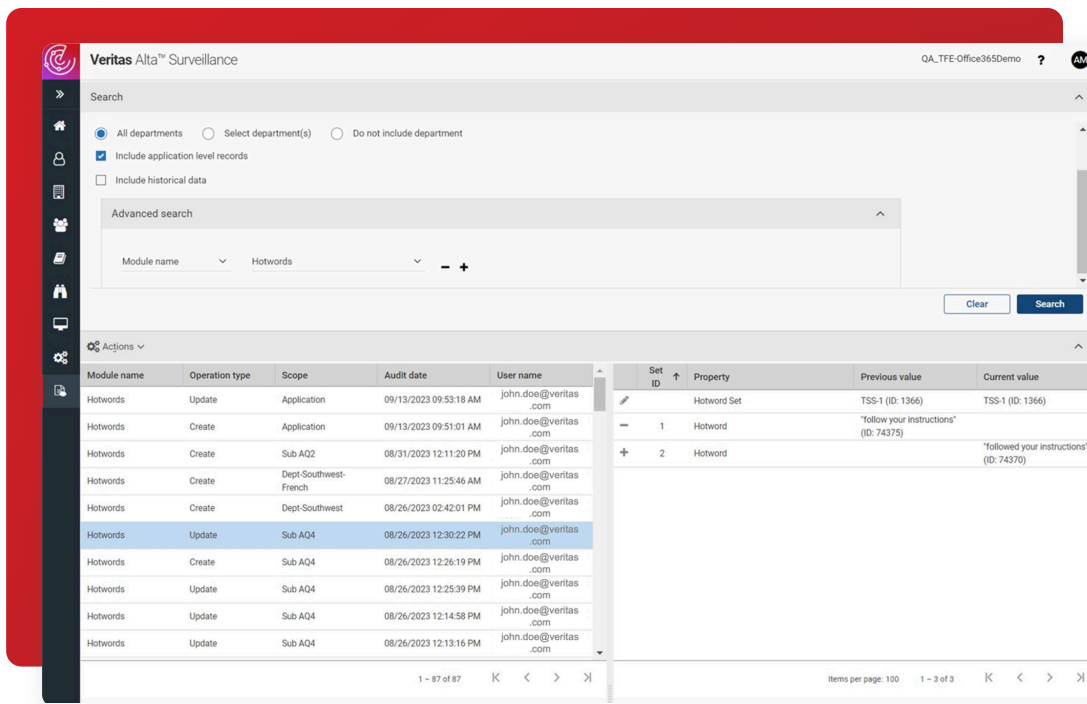 Veritas Alta™ Surveillance
QA_TFE-Office365Demo ? AM
Search
All departments Select department(s) Do not include department
Include application level records
Include historical data
Advanced search
Module name Hotwords
Clear Search
Actions
Module name Operation type Scope Audit date User name
Hotwords Update Application 09/13/2023 09:53:18 AM john.doe@veritas
.com
Hotwords Create Application 09/13/2023 09:51:01 AM john.doe@veritas
.com
Hotwords Create Sub AQ2 08/31/2023 12:11:20 PM john.doe@veritas
.com
Hotwords Create Dept-Southwest- 08/27/2023 11:25:46 AM john.doe@veritas
French .com
Hotwords Create Dept-Southwest 08/26/2023 02:42:01 PM john.doe@veritas
.com
Hotwords Update Sub AQ4 08/26/2023 12:30:22 PM john.doe@veritas
.com
Hotwords Create Sub AQ4 08/26/2023 12:26:19 PM john.doe@veritas
.com
Hotwords Update Sub AQ4 08/26/2023 12:25:39 PM john.doe@veritas
.com
Hotwords Update Sub AQ4 08/26/2023 12:14:58 PM john.doe@veritas
.com
Hotwords Update Sub AQ4 08/26/2023 12:13:16 PM john.doe@veritas
.com
1 – 87 of 87
Set
ID Property Previous value Current value
Hotword Set TSS-1 (ID: 1366) TSS-1 (ID: 1366)
1 Hotword "follow your instructions"
(ID: 74375)
2 Hotword "followed your instructions"
(ID: 74370)
Items per page: 100 1 – 3 of 3